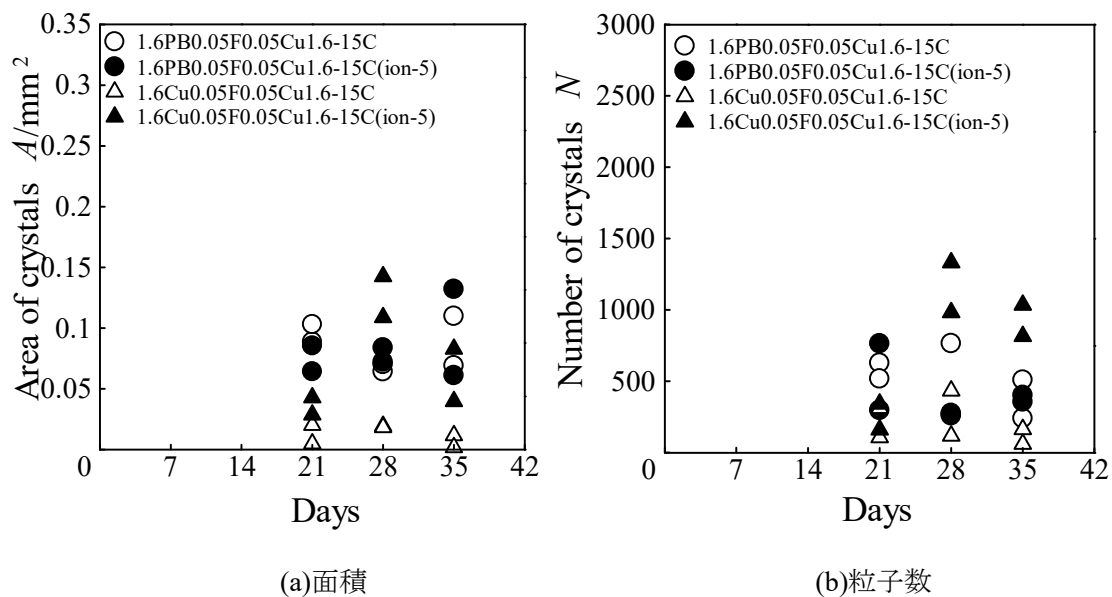 Area of crystals A/mm²
0.35
0.3
0.25
0.2
0.15
0.1
0.05
0
○ 1.6PB0.05F0.05Cu1.6-15C
● 1.6PB0.05F0.05Cu1.6-15C(ion-5)
△ 1.6Cu0.05F0.05Cu1.6-15C
▲ 1.6Cu0.05F0.05Cu1.6-15C(ion-5)
7 14 21 28 35 42
Days
(a)面積
Number of crystals N
3000
2500
2000
1500
1000
500
0
○ 1.6PB0.05F0.05Cu1.6-15C
● 1.6PB0.05F0.05Cu1.6-15C(ion-5)
△ 1.6Cu0.05F0.05Cu1.6-15C
▲ 1.6Cu0.05F0.05Cu1.6-15C(ion-5)
7 14 21 28 35 42
Days
(b)粒子数